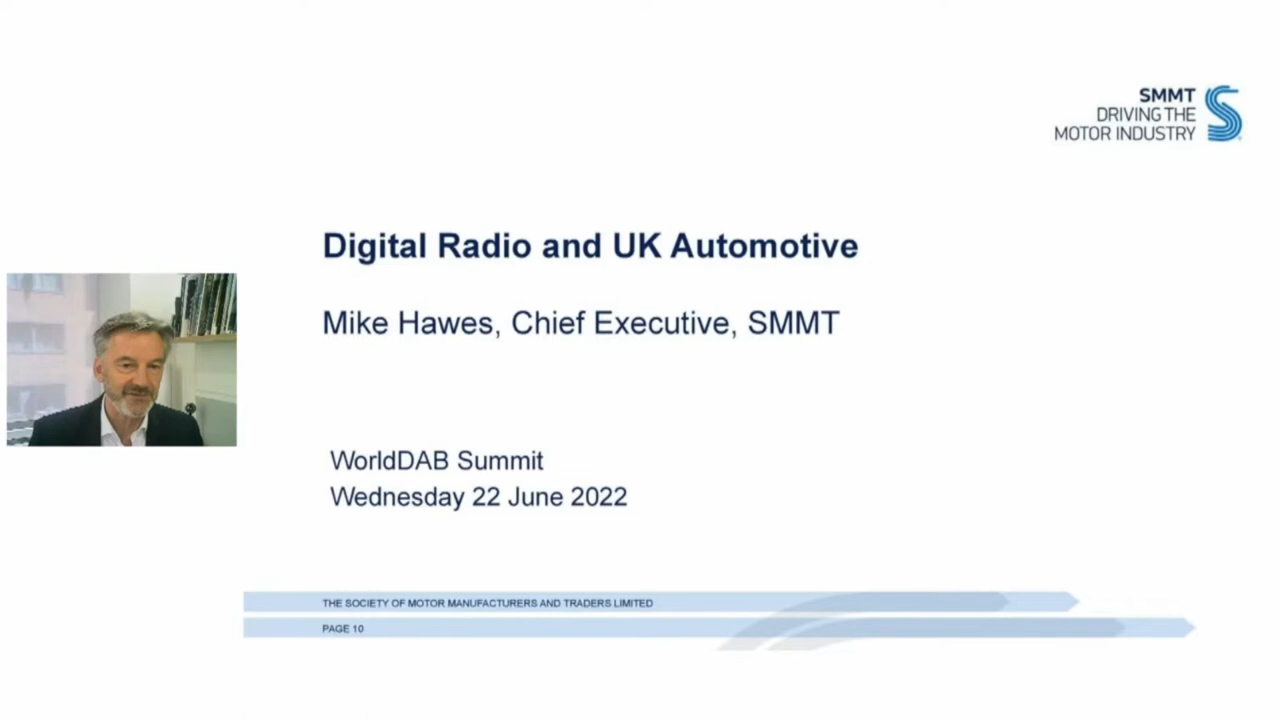 SMMT
DRIVING THE
MOTOR INDUSTRY
Digital Radio and UK Automotive
Mike Hawes, Chief Executive, SMMT
WorldDAB Summit
Wednesday 22 June 2022
THE SOCIETY OF MOTOR MANUFACTURERS AND TRADERS LIMITED
PAGE 10